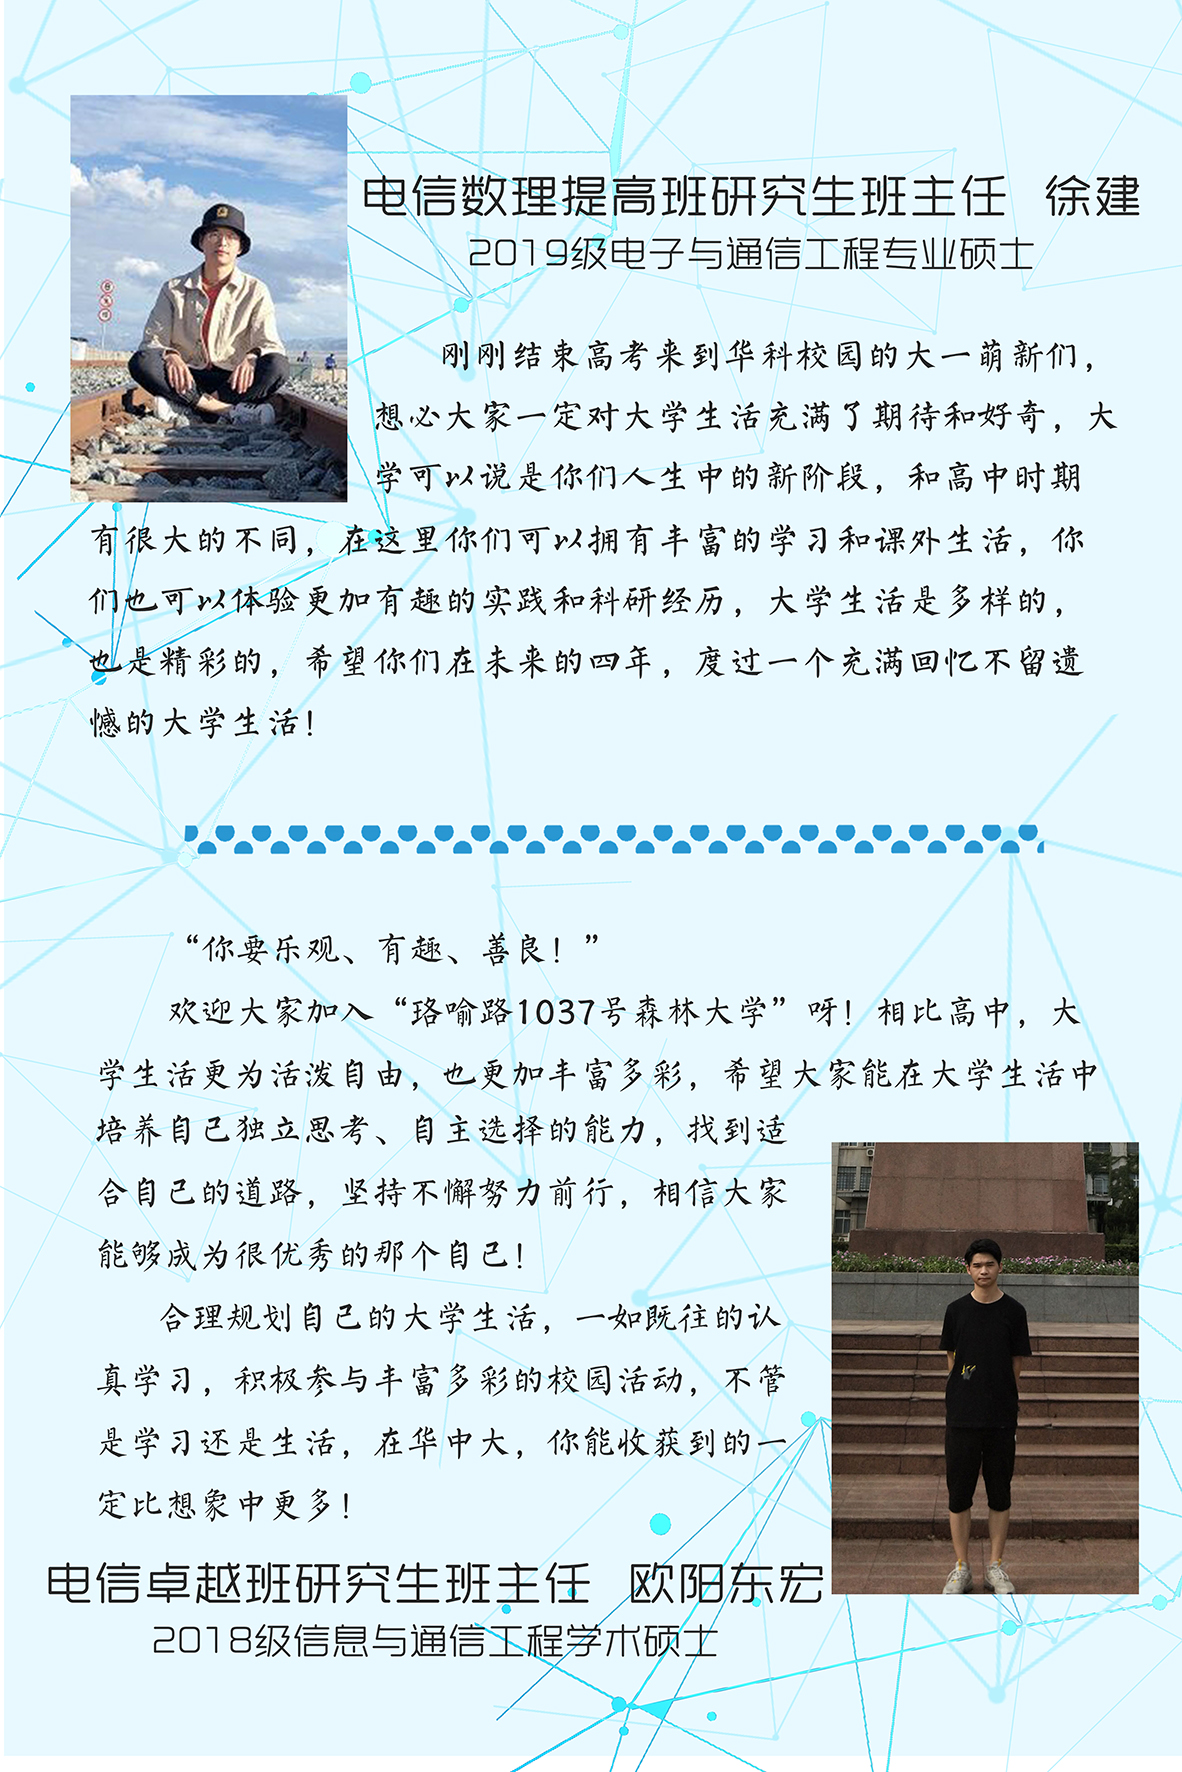 电信数理提高班研究生班主任 徐建
2019级电子与通信工程专业硕士
刚刚结束高考来到华科校园的大一萌新们，
想必大家一定对大学生活充满了期待和好奇，大
学可以说是你们人生中的新阶段，和高中时期
有很大的不同，在这里你们可以拥有丰富的学习和课外生活，你
们也可以体验更加有趣的实践和科研经历，大学生活是多样的，
也是精彩的，希望你们在未来的四年，度过一个充满回忆不留遗
憾的大学生活！
“你要乐观、有趣、善良！”
欢迎大家加入“珞喻路1037号森林大学”呀！相比高中，大
学生活更为活泼自由，也更加丰富多彩，希望大家能在大学生活中
培养自己独立思考、自主选择的能力，找到适
合自己的道路，坚持不懈努力前行，相信大家
能够成为很优秀的那个自己！
合理规划自己的大学生活，一如既往的认
真学习，积极参与丰富多彩的校园活动，不管
是学习还是生活，在华中大，你能收获到的一
定比想象中更多！
电信卓越班研究生班主任 欧阳东宏
2018级信息与通信工程学术硕士